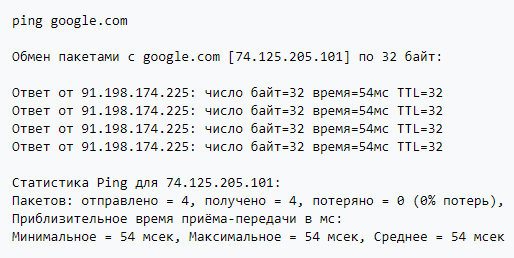 ping google.com
Обмен пакетами с google.com [74.125.205.101] по 32 байт:
Ответ от 91.198.174.225: число байт=32 время=54мс TTL=32
Ответ от 91.198.174.225: число байт=32 время=54мс TTL=32
Ответ от 91.198.174.225: число байт=32 время=54мс TTL=32
Ответ от 91.198.174.225: число байт=32 время=54мс TTL=32
Статистика Ping для 74.125.205.101:
Пакетов: отправлено = 4, получено = 4, потеряно = 0 (0% потерь),
Приблизительное время приёма-передачи в мс:
Минимальное = 54 мсек, Максимальное = 54 мсек, Среднее = 54 мсек